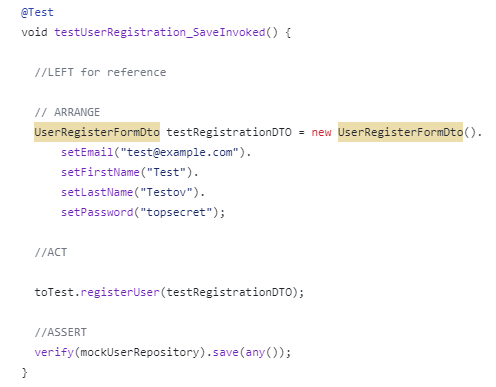 @Test
void testUserRegistration_SaveInvoked() {
//LEFT for reference
// ARRANGE
UserRegisterFormDto testRegistrationDTO = new UserRegisterFormDto().
setEmail("test@example.com").
setFirstName("Test").
setLastName("Testov").
setPassword("topsecret");
//ACT
toTest.registerUser(testRegistrationDTO);
//ASSERT
verify(mockUserRepository).save(any());
}